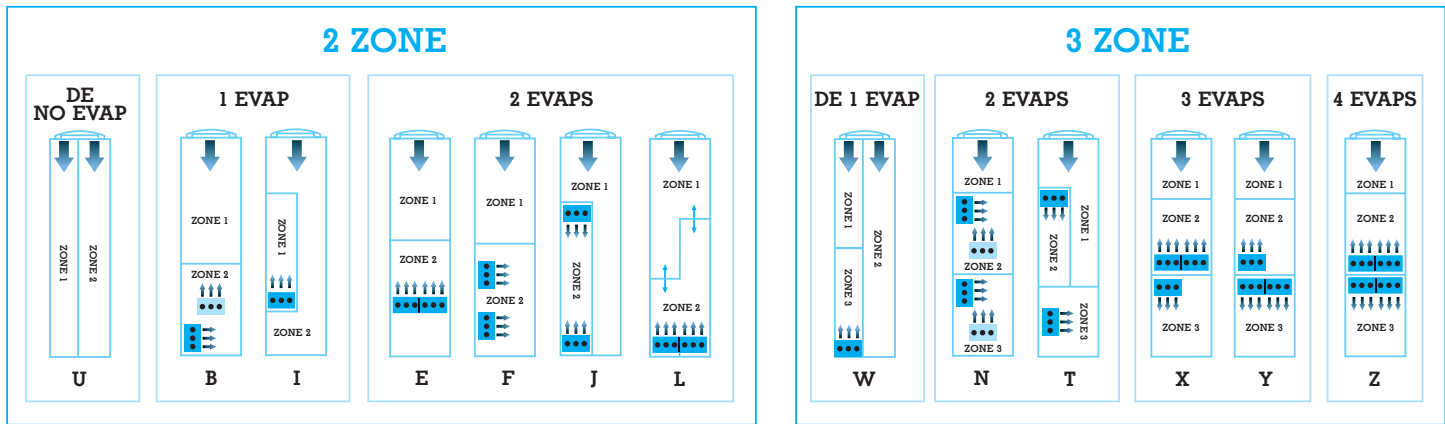 2 ZONE
DE
NO EVAP
ZONE 1
ZONE 2
U
1 EVAP
ZONE 1
ZONE 2
B
ZONE 1
ZONE 2
I
2 EVAPS
ZONE 1
ZONE 2
E
ZONE 1
ZONE 2
F
ZONE 1
ZONE 2
J
ZONE 1
ZONE 2
L
3 ZONE
DE 1 EVAP
ZONE 1
ZONE 2
ZONE 3
W
2 EVAPS
ZONE 1
ZONE 2
ZONE 3
N
ZONE 1
ZONE 2
ZONE 3
T
3 EVAPS
ZONE 1
ZONE 2
ZONE 3
X
ZONE 1
ZONE 2
ZONE 3
Y
4 EVAPS
ZONE 1
ZONE 2
ZONE 3
Z